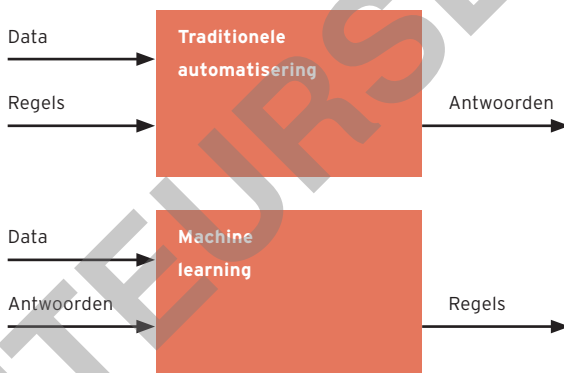 Data
Traditionele
automatisering
Regels
Antwoorden
Data
Machine
learning
Antwoorden
Regels